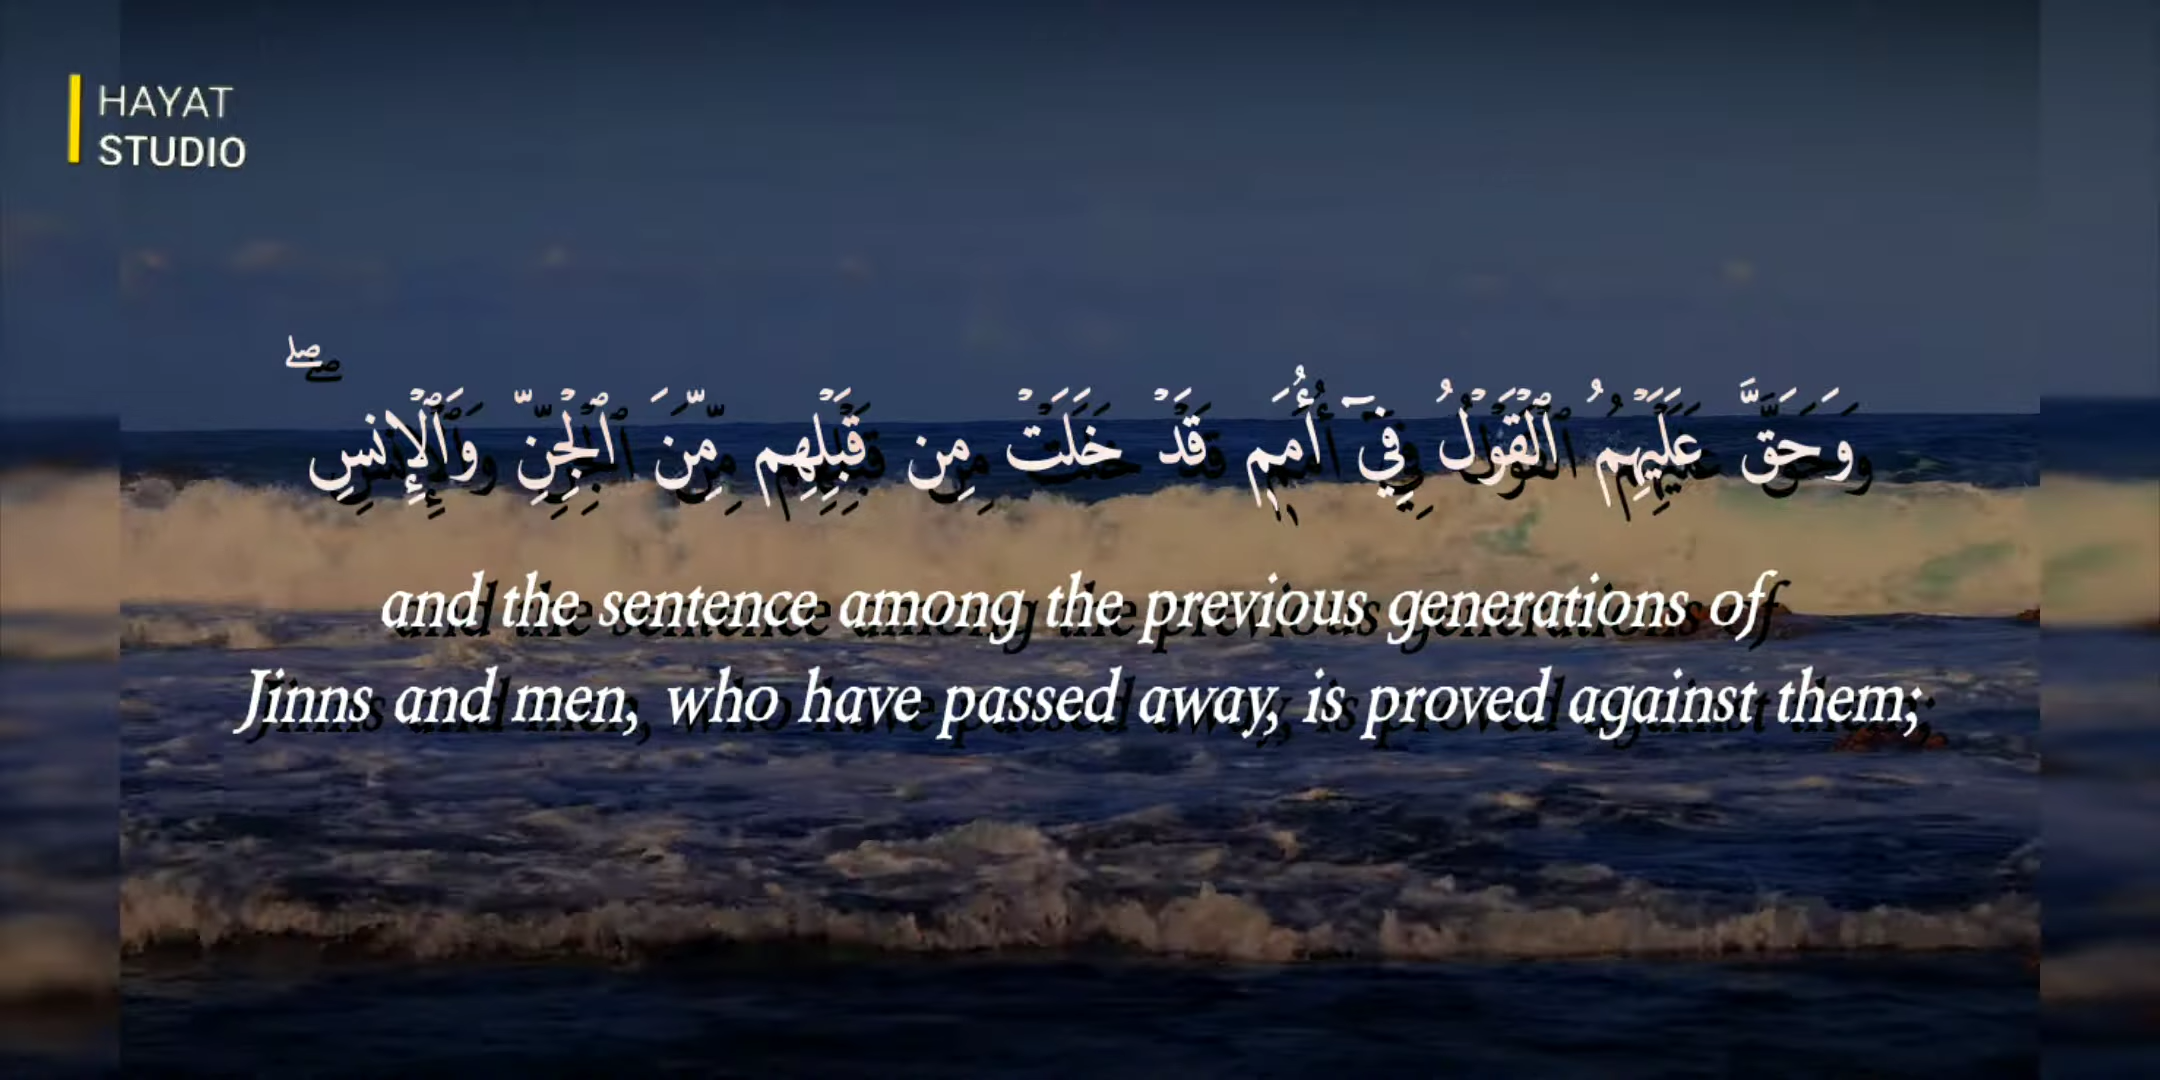 HAYAT
STUDIO
وَحَقَّ عَلَيْهِمُ ٱلْقَوْلُ فِيٓ أُمَمٍ قَدْ خَلَتْ مِن قَبْلِهِم مِّنَ ٱلْجِنِّ وَٱلْإِنسِ ۖ
and the sentence among the previous generations of
Jinns and men, who have passed away, is proved against them;